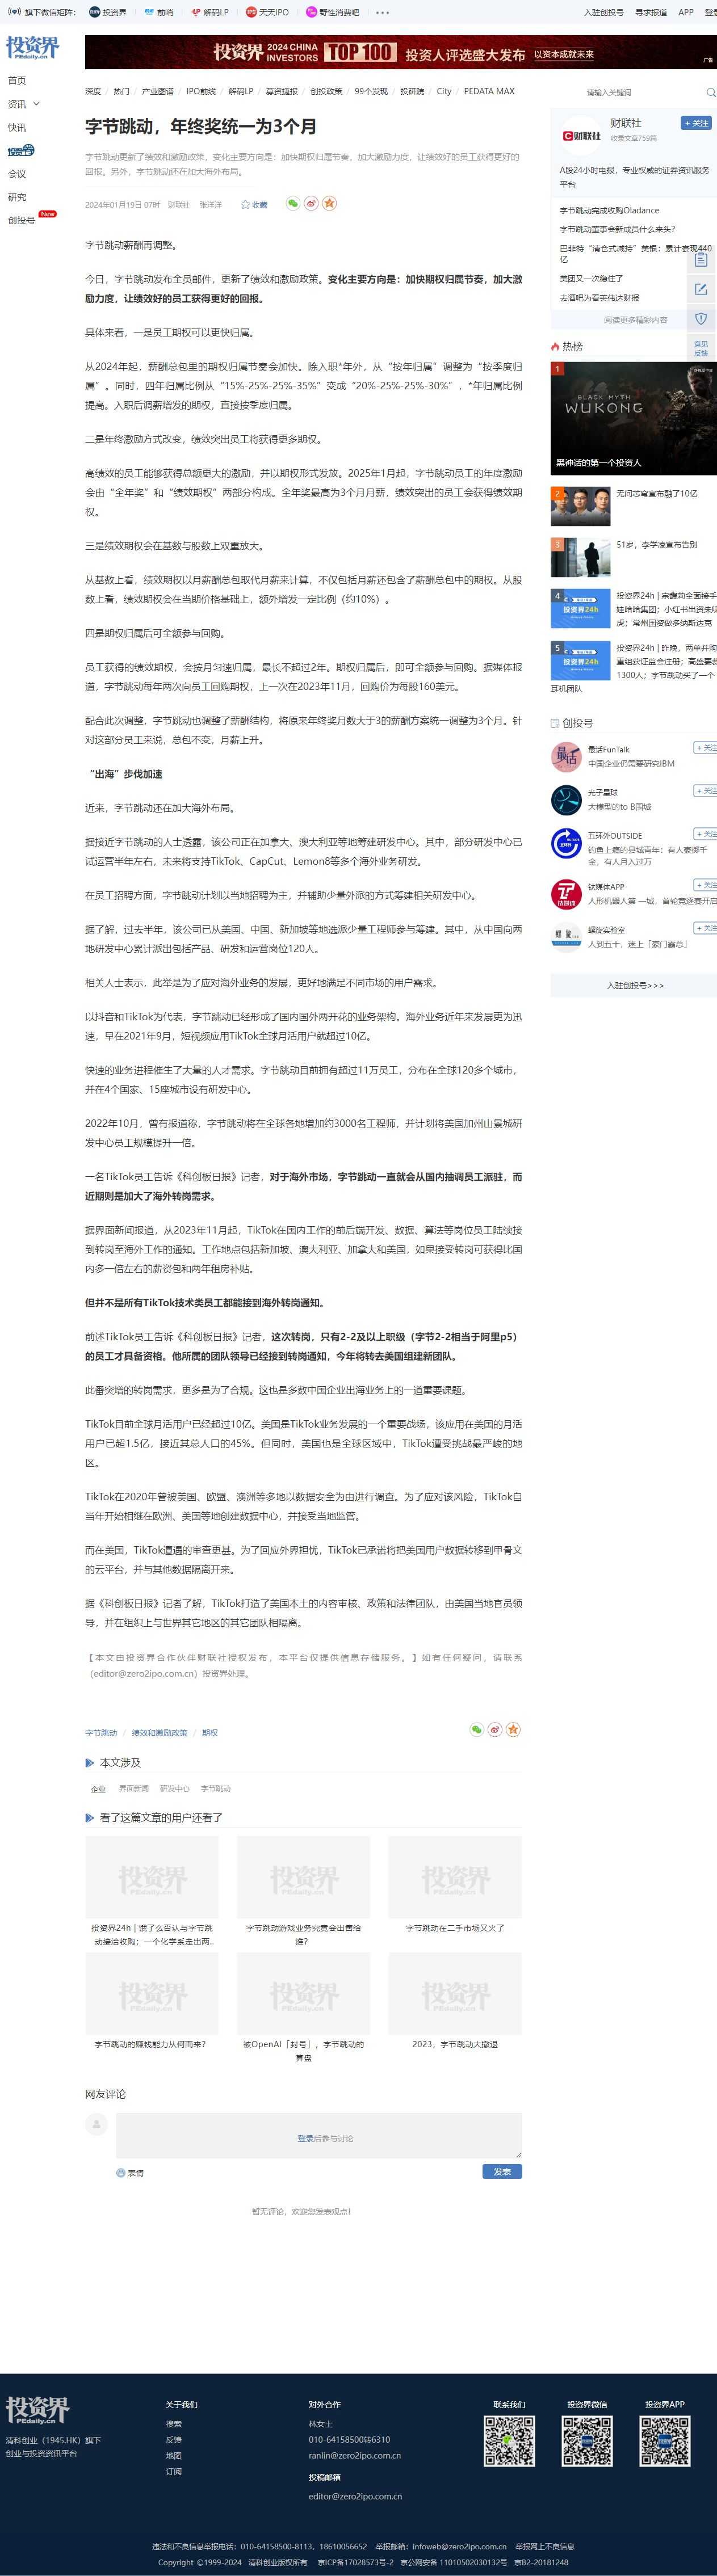 旗下微信矩阵:
投资界
前哨
解码LP
天天IPO
野性消费吧
入驻创投号
寻求报道
APP
投资界 2024 CHINA INVESTORS TOP100 投资人评选盛大发布 以资本成就未来
广告
投资界
PEdaily.cn
首页
资讯
快讯
会议
研究
创投号 New
深度 / 热门 / 产业图谱 / IPO前线 / 解码LP / 募资撞报 / 创投政策 / 99个发现 / 投研院 / City / PEDATA MAX
请输入关键词
字节跳动，年终奖统一为3个月
字节跳动更新了绩效和激励政策，变化主要方向是：加快期权归属节奏，加大激励力度，让绩效好的员工获得更好的
回报。另外，字节跳动还在加大海外布局。
2024年01月19日 07时 财联社 张洋洋
收藏
字节跳动薪酬再调整。
今日，字节跳动发布全员邮件，更新了绩效和激励政策。变化主要方向是：加快期权归属节奏，加大激
励力度，让绩效好的员工获得更好的回报。
具体来看，一是员工期权可以更快归属。
从2024年起，薪酬总包里的期权归属节奏会加快。除入职*年外，从“按年归属”调整为“按季度归
属”。同时，四年归属比例从“15%-25%-25%-35%”变成“20%-25%-25%-30%”，*年归属比例
提高。入职后调薪增发的期权，直接按季度归属。
二是年终激励方式改变，绩效突出员工将获得更多期权。
高绩效的员工能够获得总额更大的激励，并以期权形式发放。2025年1月起，字节跳动员工的年度激励
会由“全年奖”和“绩效期权”两部分构成。全年奖最高为3个月月薪，绩效突出的员工会获得绩效期
权。
三是绩效期权会在基数与股数上双重放大。
从基数上看，绩效期权以月薪酬总包取代月薪来计算，不仅包括月薪还包含了薪酬总包中的期权。从股
数上看，绩效期权会在当期价格基础上，额外增发一定比例（约10%）。
四是期权归属后可全额参与回购。
员工获得的绩效期权，会按月匀速归属，最长不超过2年。期权归属后，即可全额参与回购。据媒体报
道，字节跳动每年两次向员工回购期权，上一次在2023年11月，回购价为每股160美元。
配合此次调整，字节跳动也调整了薪酬结构，将原来年终奖月数大于3的薪酬方案统一调整为3个月。针
对这部分员工来说，总包不变，月薪上升。
“出海”步伐加速
近来，字节跳动还在加大海外布局。
据接近字节跳动的人士透露，该公司正在加拿大、澳大利亚等地筹建研发中心。其中，部分研发中心已
试运营半年左右，未来将支持TikTok、CapCut、Lemon8等多个海外业务研发。
在员工招聘方面，字节跳动计划以当地招聘为主，并辅助少量外派的方式筹建相关研发中心。
据了解，过去半年，该公司已从美国、中国、新加坡等地选派少量工程师参与筹建。其中，从中国向两
地研发中心累计派出包括产品、研发和运营岗位120人。
相关人士表示，此举是为了应对海外业务的发展，更好地满足不同市场的用户需求。
以抖音和TikTok为代表，字节跳动已经形成了国内国外两开花的业务架构。海外业务近年来发展更为迅
速，早在2021年9月，短视频应用TikTok全球月活用户就超过10亿。
快速的业务进程催生了大量的人才需求。字节跳动目前拥有超过11万员工，分布在全球120多个城市，
并在4个国家、15座城市设有研发中心。
2022年10月，曾有报道称，字节跳动将在全球各地增加约3000名工程师，并计划将美国加州山景城研
发中心员工规模提升一倍。
一名TikTok员工告诉《科创板日报》记者，对于海外市场，字节跳动一直就会从国内抽调员工派驻，而
近期则是加大了海外转岗需求。
据界面新闻报道，从2023年11月起，TikTok在国内工作的前后端开发、数据、算法等岗位员工陆续接
到转岗至海外工作的通知。工作地点包括新加坡、澳大利亚、加拿大和美国，如果接受转岗可获得比国
内多一倍左右的薪资包和两年租房补贴。
但并不是所有TikTok技术类员工都能接到海外转岗通知。
前述TikTok员工告诉《科创板日报》记者，这次转岗，只有2-2及以上职级（字节2-2相当于阿里p5）
的员工才具备资格。他所属的团队领导已经接到转岗通知，今年将转去美国组建新团队。
此番突增的转岗需求，更多是为了合规。这也是多数中国企业出海业务上的一道重要课题。
TikTok目前全球月活用户已经超过10亿。美国是TikTok业务发展的一个重要战场，该应用在美国的月活
用户已超1.5亿，接近其总人口的45%。但同时，美国也是全球区域中，TikTok遭受挑战最严峻的地
区。
TikTok在2020年曾被美国、欧盟、澳洲等多地以数据安全为由进行调查。为了应对该风险，TikTok自
当年开始相继在欧洲、美国等地创建数据中心，并接受当地监管。
而在美国，TikTok遭遇的审查更甚。为了回应外界担忧，TikTok已承诺将把美国用户数据转移到甲骨文
的云平台，并与其他数据隔离开来。
据《科创板日报》记者了解，TikTok打造了美国本土的内容审核、政策和法律团队，由美国当地官员领
导，并在组织上与世界其它地区的其它团队相隔离。
【本文由投资界合作伙伴财联社授权发布，本平台仅提供信息存储服务。】如有任何疑问，请联系
（editor@zero2ipo.com.cn）投资界处理。
字节跳动 / 绩效和激励政策 / 期权
本文涉及
企业 界面新闻 研发中心 字节跳动
看了这篇文章的用户还看了
投资界24h | 饿了么否认与字节跳
动接洽收购；一个化学系走出两..
字节跳动游戏业务究竟会出售给
谁?
字节跳动在二手市场又火了
字节跳动的赚钱能力从何而来?
被OpenAI「封号」，字节跳动的
算盘
2023，字节跳动大撤退
网友评论
登录后参与讨论
表情
发表
暂无评论，欢迎您发表观点!
财联社
财联社
收录文章759篇
+ 关注
A股24小时电报，专业权威的证券资讯服务
平台
字节跳动完成收购Oladance
字节跳动董事会新成员什么来头?
巴菲特“清仓式减持”美银：累计套现440
亿
美团又一次稳住了
去酒吧为看英伟达财报
阅读更多精彩内容
意见
反馈
热榜
1
BLACK MYTH
WUKONG
黑神话的第一个投资人
2
无问芯穹宣布融了10亿
3
51岁，李学凌宣布告别
4
投资界24h
投资界24h | 宗馥莉全面接手
娃哈哈集团；小红书出资朱啸
虎；常州国资做多纳斯达克
5
投资界24h
投资界24h | 昨晚，两单并购
重组获证监会注册；高盛要裁
1300人；字节跳动买了一个
耳机团队
创投号
最话FunTalk
中国企业仍需要研究IBM
+ 关注
光子星球
大模型的to B围城
+ 关注
五环外OUTSIDE
钓鱼上瘾的县城青年：有人豪掷千
金，有人月入过万
+ 关注
钛媒体APP
人形机器人第 一城，首轮竞逐赛开启
+ 关注
螺旋实验室
人到五十，迷上「豪门霸总」
+ 关注
入驻创投号>>>
投资界
PEdaily.cn
清科创业（1945.HK）旗下
创业与投资资讯平台
关于我们
搜索
反馈
地图
订阅
对外合作
林女士
010-64158500转6310
ranlin@zero2ipo.com.cn
投稿邮箱
editor@zero2ipo.com.cn
联系我们
投资界微信
投资界APP
违法和不良信息举报电话：010-64158500-8113，18610056652 举报邮箱：infoweb@zero2ipo.com.cn 举报网上不良信息
Copyright ©1999-2024 清科创业版权所有 京ICP备17028573号-2 京公网安备 11010502030132号 京B2-20181248